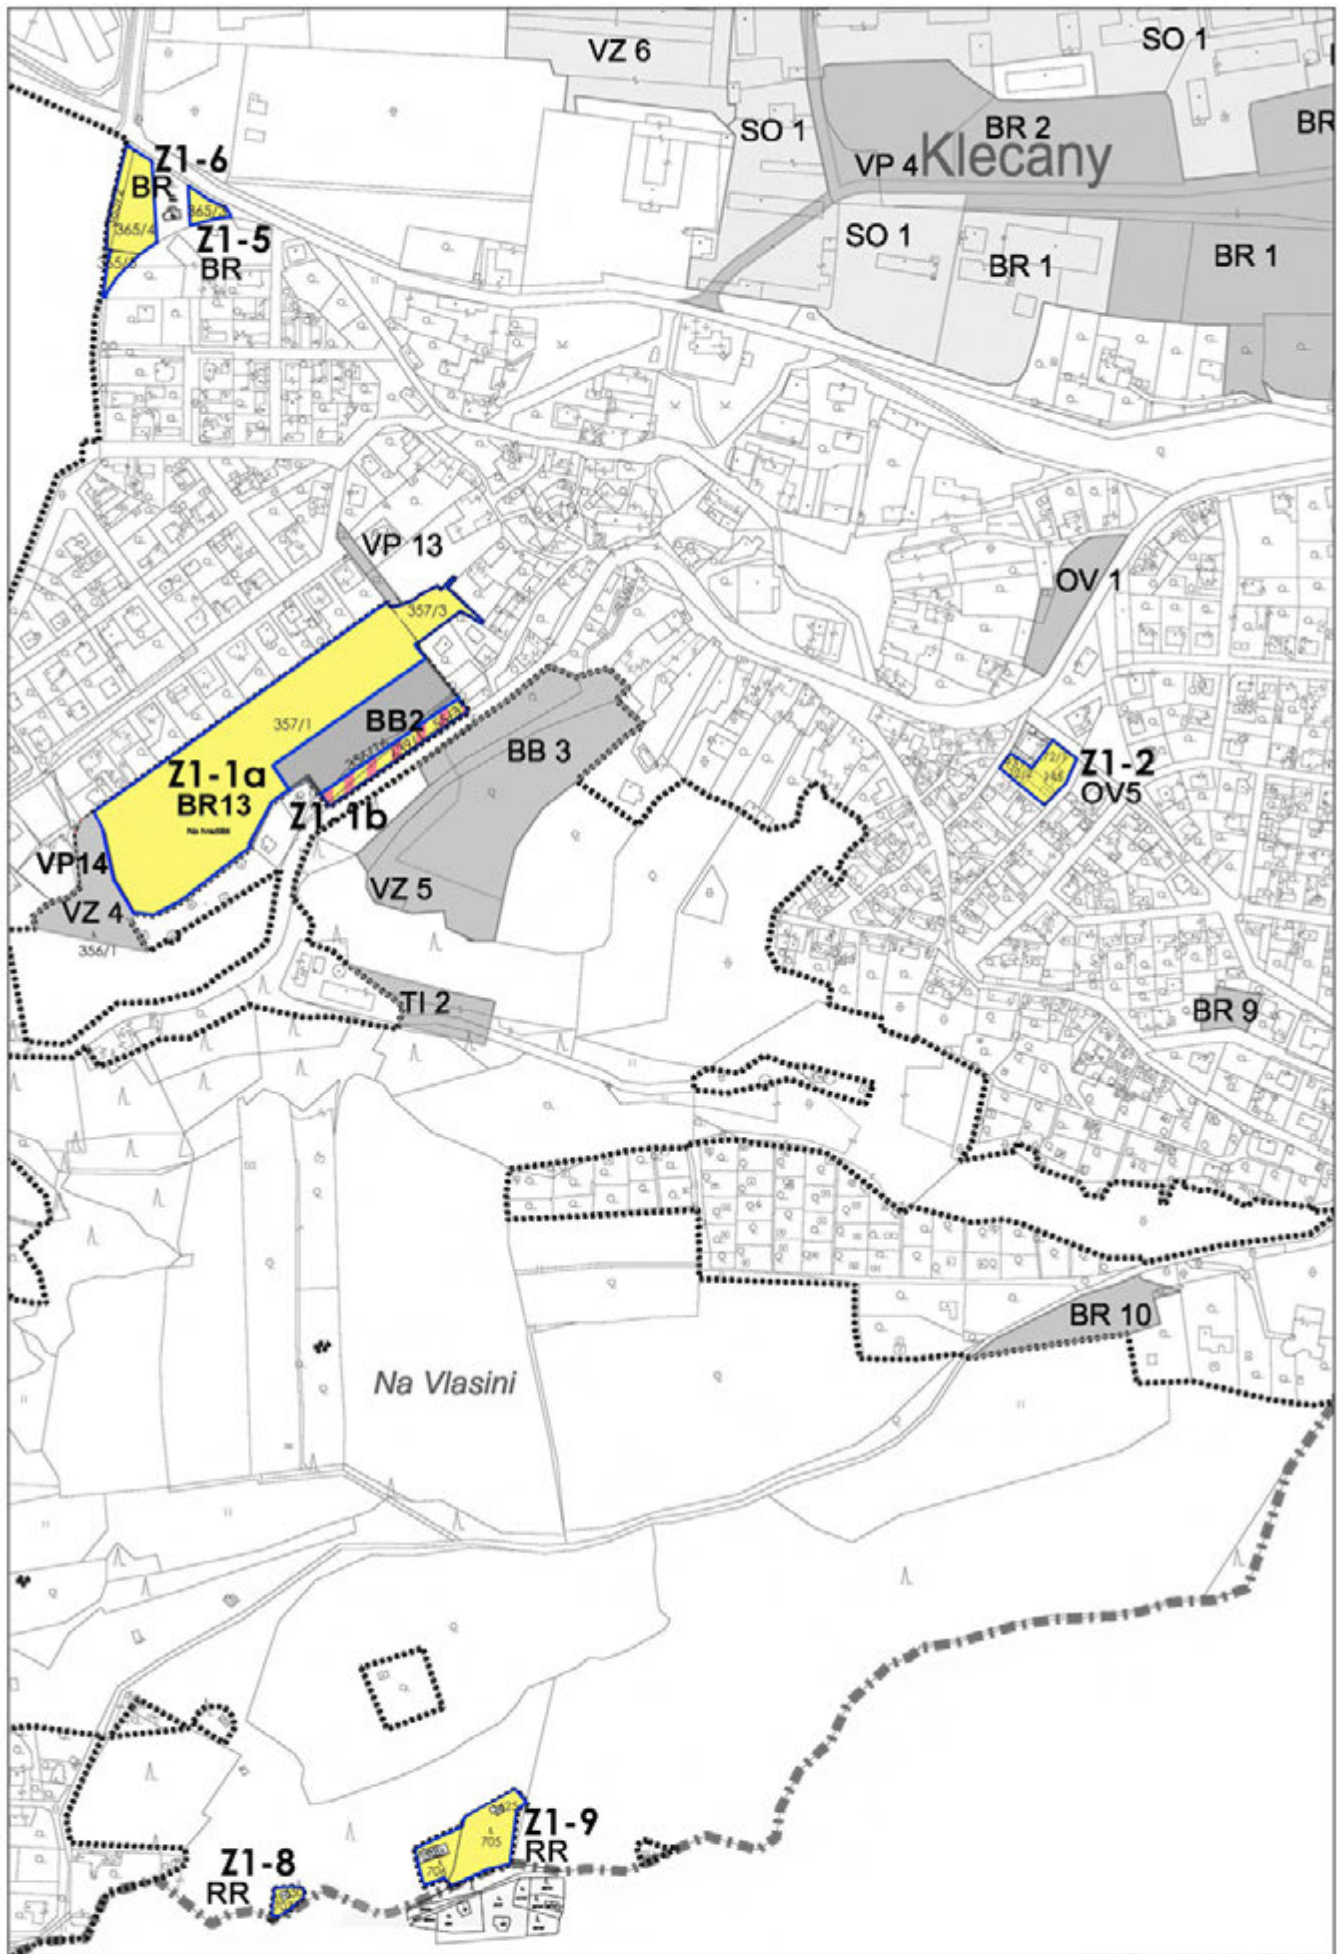 VZ 6
SO 1
SO 1
BR 2
BR
VP 4
Klecany
Z1-6
BR
365/4
Z1-5
BR
SO 1
BR 1
BR 1
VP 13
OV 1
357/3
357/1
BB2
BB 3
Z1-1a
BR13
Z1-1b
Z1-2
OV5
VP14
VZ 4
356/1
VZ 5
TI 2
BR 9
BR 10
Na Vlasini
Z1-9
RR
705
Z1-8
RR